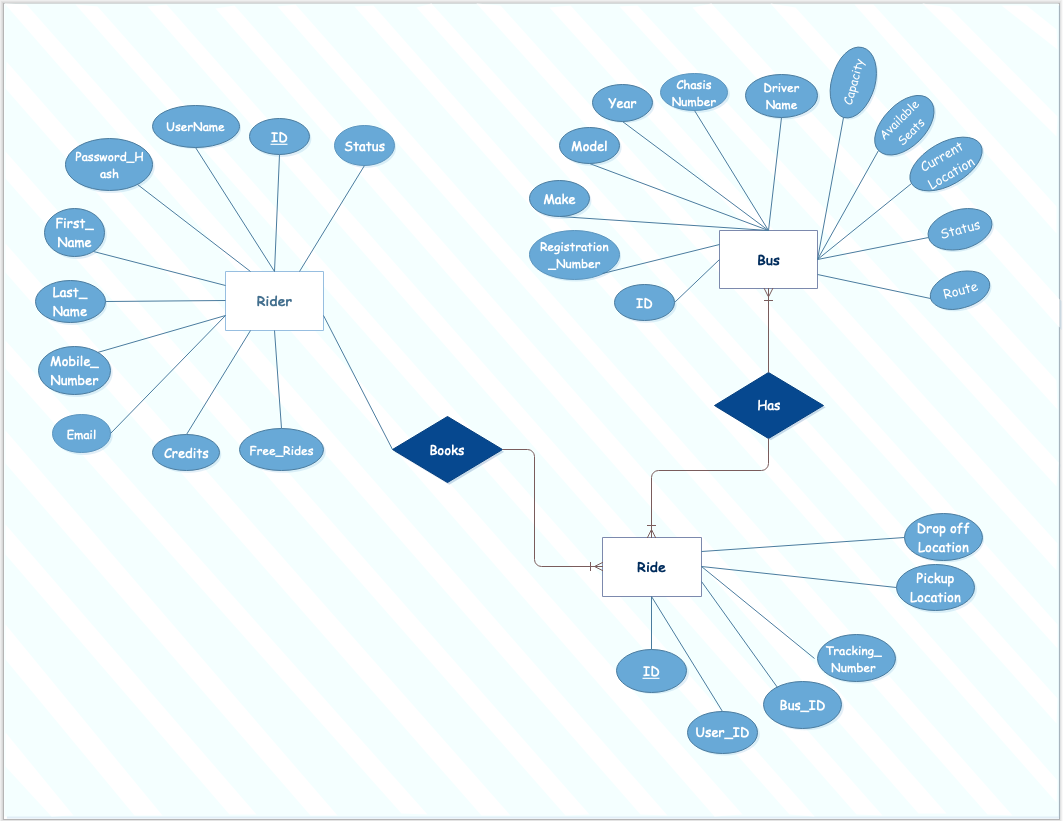 UserName
ID
Status
Password_H
ash
First_
Name
Rider
Last_
Name
Mobile_
Number
Email
Credits
Free_Rides
Books
Capacity
Year
Chasis
Number
Driver
Name
Available
Seats
Model
Current
Location
Make
Status
Registration
_Number
Bus
ID
Route
Has
Ride
Drop off
Location
Pickup
Location
Tracking_
Number
ID
Bus_ID
User_ID